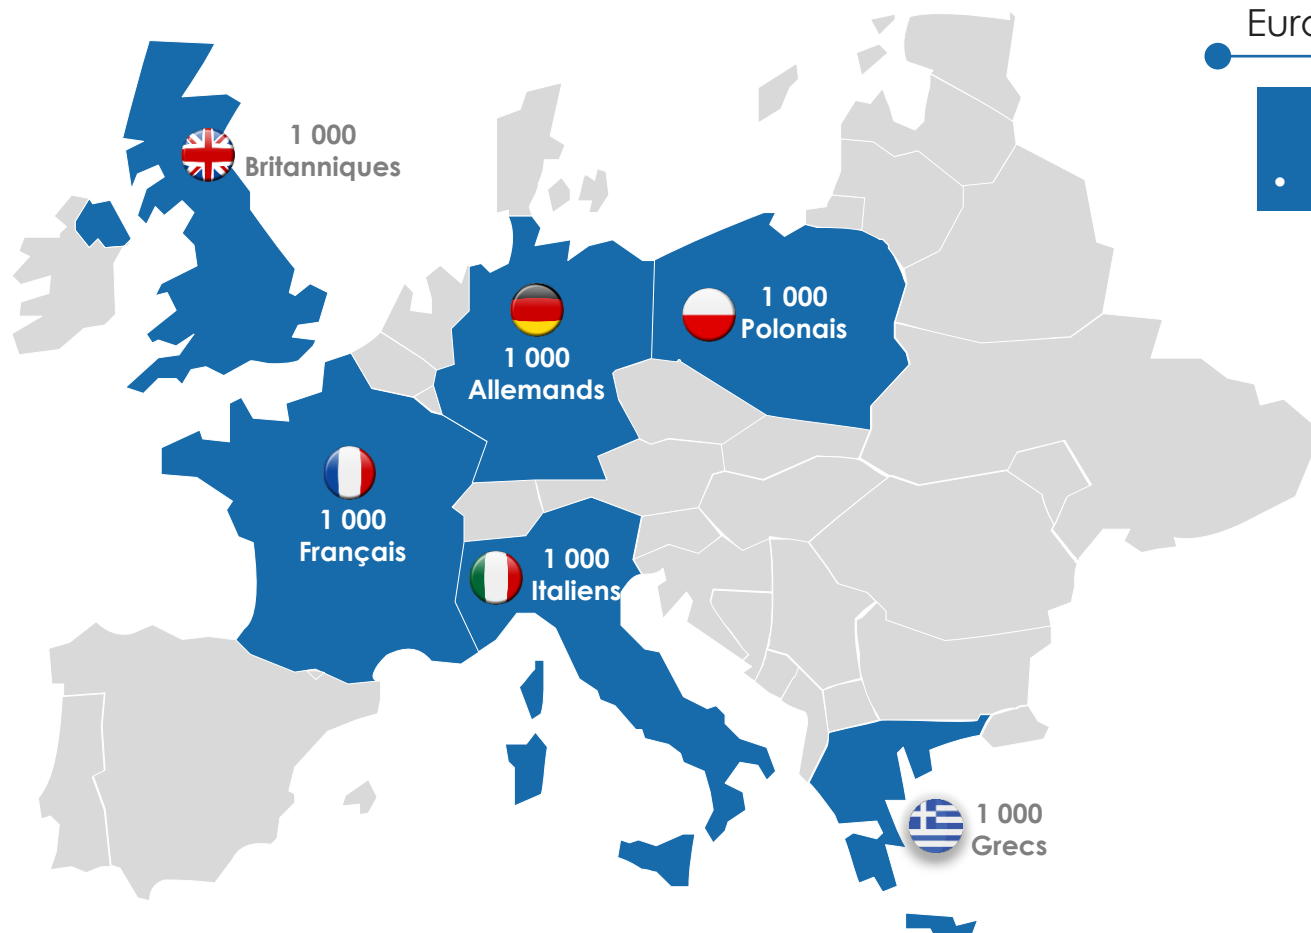 1 000
Britanniques
1 000
Allemands
1 000
Polonais
1 000
Français
1 000
Italiens
1 000
Grecs